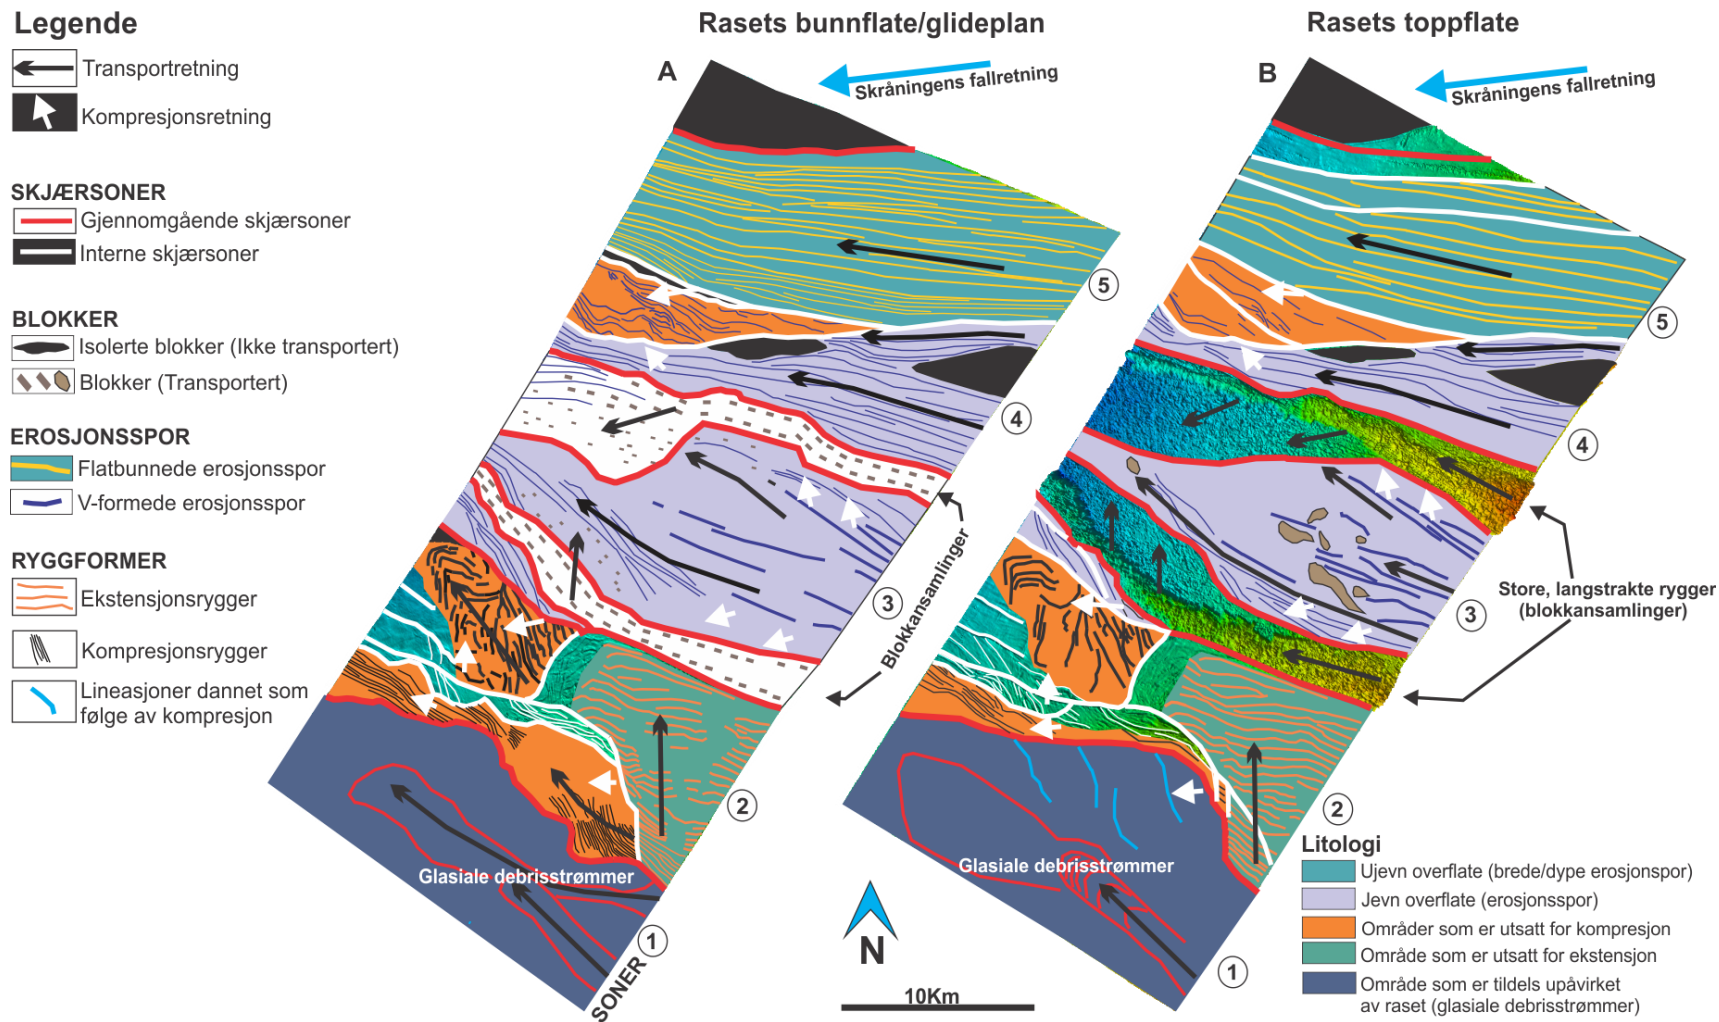 Legende
Transportretning
Kompresjonsretning
SKJÆRSONER
Gjennomgående skjærsoner
Interne skjærsoner
BLOKKER
Isolerte blokker (Ikke transportert)
Blokker (Transportert)
EROSJONSSPOR
Flatbunnede erosjonsspor
V-formede erosjonsspor
RYGGFORMER
Ekstensjonsrygger
Kompresjonsrygger
Lineasjoner dannet som
følge av kompresjon
Rasets bunnflate/glideplan
A
Skråningens fallretning
5
4
3
2
1
SONER
Blokkansamlinger
Glasiale debrisstrømmer
N
10Km
Rasets toppflate
B
Skråningens fallretning
5
4
3
2
1
Store, langstrakte rygger
(blokkansamlinger)
Glasiale debrisstrømmer
Litologi
Ujevn overflate (brede/dype erosjonspor)
Jevn overflate (erosjonsspor)
Områder som er utsatt for kompresjon
Område som er utsatt for ekstensjon
Område som er tildels upåvirket
av raset (glasiale debrisstrømmer)